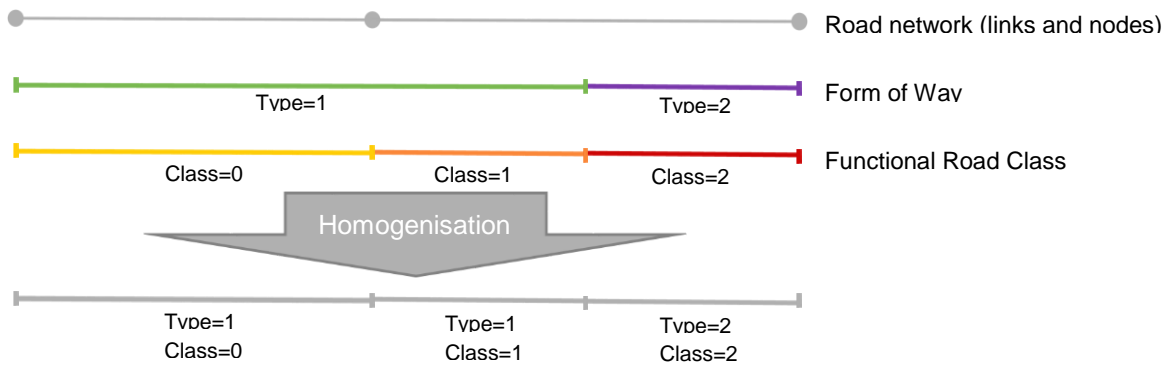 Road network (links and nodes)
Form of Way
Type=1
Type=2
Functional Road Class
Class=0
Class=1
Class=2
Homogenisation
Type=1
Class=0
Type=1
Class=1
Type=2
Class=2